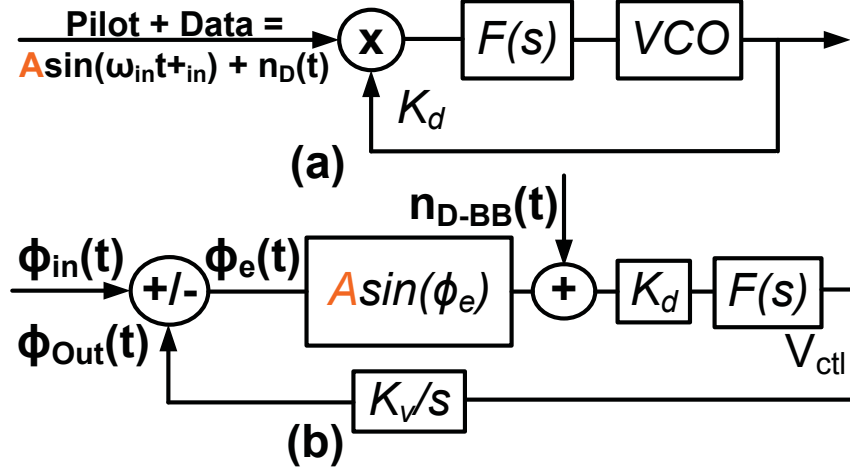 Pilot + Data =
Asin(ωint+in) + nD(t)
x
F(s)
VCO
Kd
(a)
nD-BB(t)
ϕin(t)
+/-
ϕe(t)
Asin(ϕe)
+
Kd
F(s)
ϕOut(t)
Vctl
Kv/s
(b)